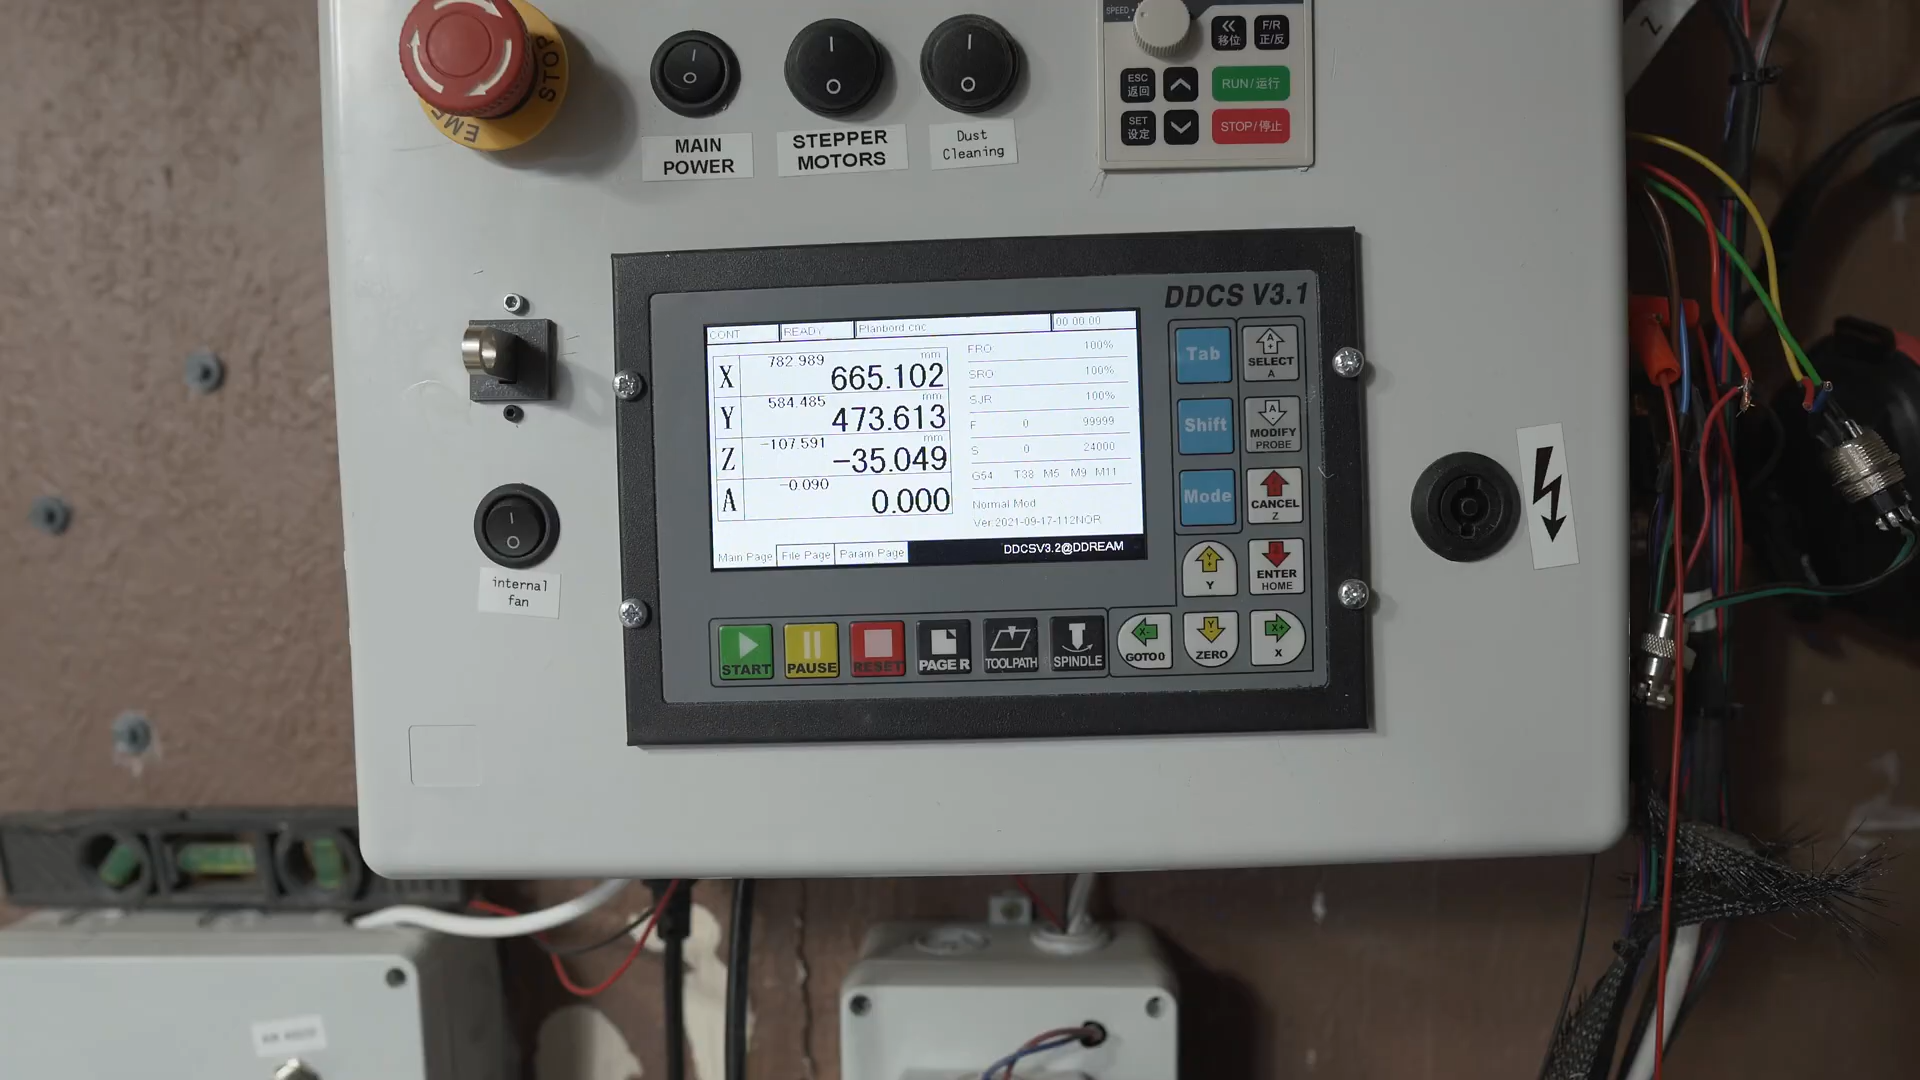 STOP
EME
SPEED
移位
F/R
正/反
ESC
返回
RUN/运行
SET
设定
STOP/停止
MAIN
POWER
STEPPER
MOTORS
Dust
Cleaning
Z
DDCS V3.1
CONT
READY
Planbord cnc
00:00:00
X 782.989 mm
665.102
Y 584.485 mm
473.613
Z -107.591 mm
-35.049
A -0.090
0.000
FRO 100%
SRO 100%
SJR 100%
F 0 99999
S 0 24000
G54 T38 M5 M9 M11
Normal Mod
Ver:2021-09-17-112NOR
Main Page
File Page
Param Page
DDCSV3.2@DDREAM
Tab
A+
SELECT
A
Shift
A-
MODIFY
PROBE
Mode
CANCEL
Z
Y+
Y
ENTER
HOME
START
PAUSE
RESET
PAGE R
TOOLPATH
SPINDLE
X-
GOTO0
Y-
ZERO
X+
X
internal
fan